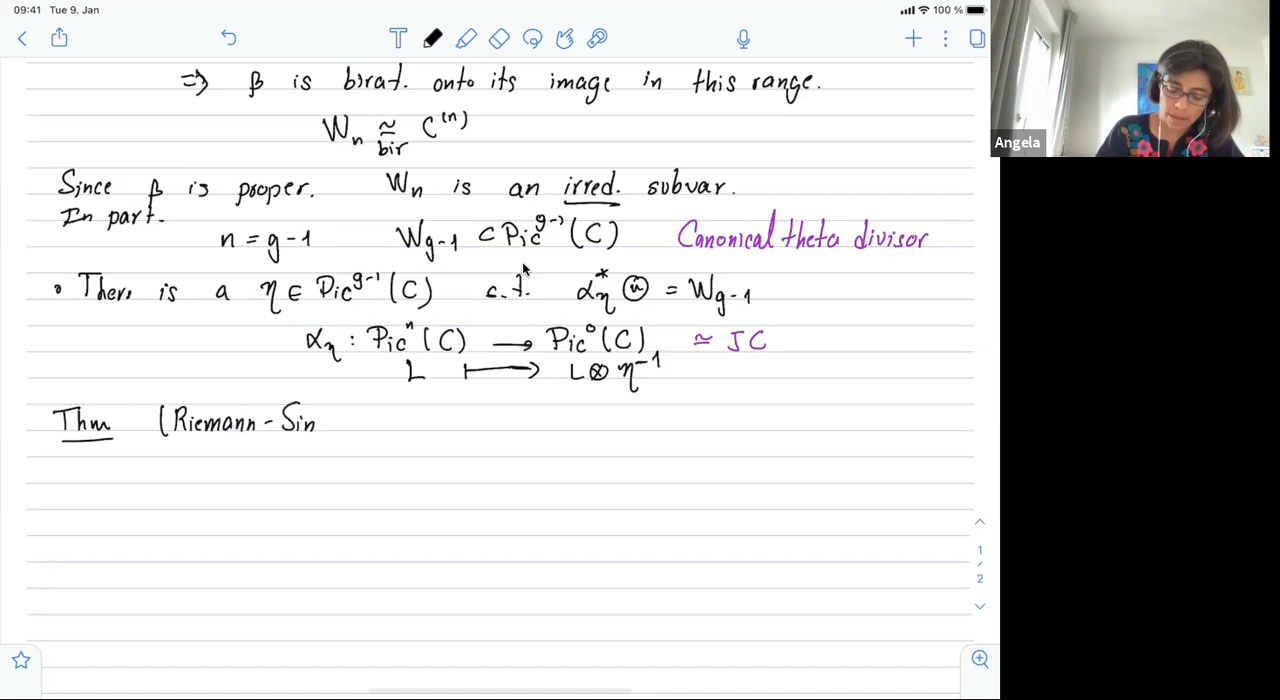 09:41 Tue 9. Jan 100 %
⇒ β is birat. onto its image in this range.
Wₙ ≃ C⁽ⁿ⁾
bir
Since β is proper. Wₙ is an irred. subvar.
In part.
n = g-1 W_{g-1} ⊂ Pic^{g-1}(C) Canonical theta divisor
• There is a η ∈ Pic^{g-1}(C) s.t. α_η^* Ⓗ = W_{g-1}
α_η : Picⁿ(C) → Pic⁰(C) ≃ JC
L ⟼ L⊗η⁻¹
Thm (Riemann - Sin
Angela
1
/
2